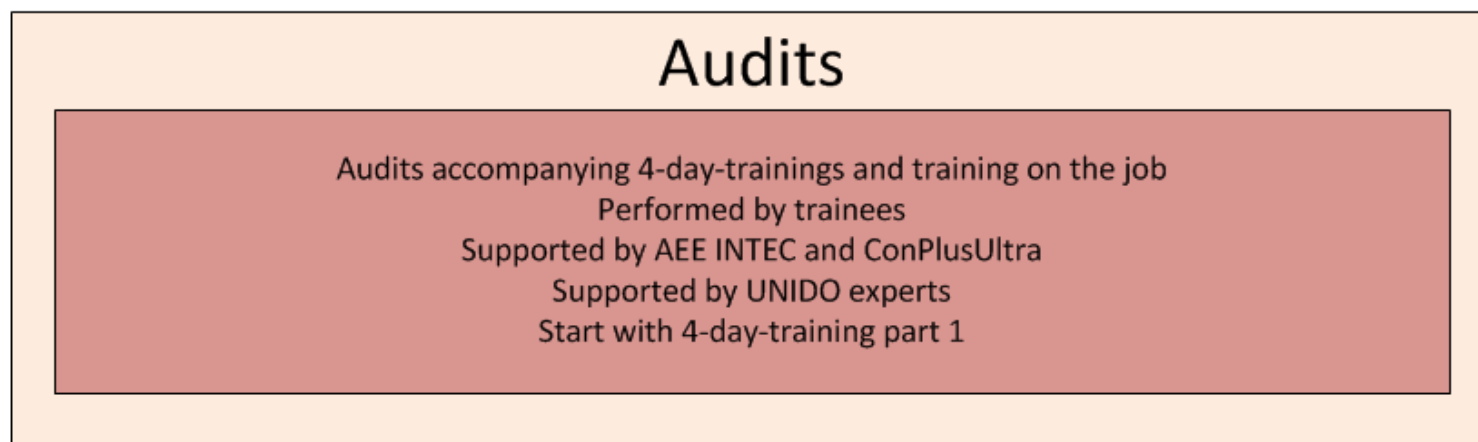 Audits
Audits accompanying 4-day-trainings and training on the job
Performed by trainees
Supported by AEE INTEC and ConPlusUltra
Supported by UNIDO experts
Start with 4-day-training part 1